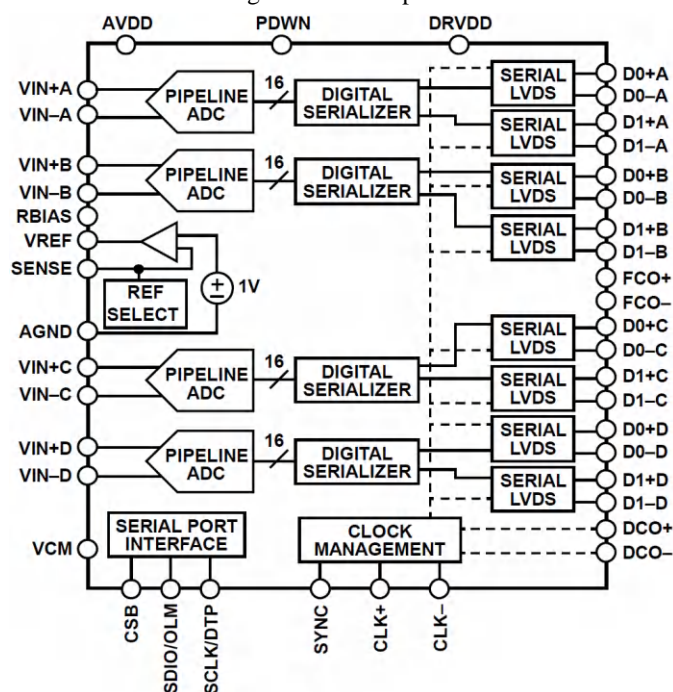 AVDD PDWN DRVDD
VIN+A
VIN–A
PIPELINE
ADC
16
DIGITAL
SERIALIZER
SERIAL
LVDS
D0+A
D0–A
SERIAL
LVDS
D1+A
D1–A
VIN+B
VIN–B
PIPELINE
ADC
16
DIGITAL
SERIALIZER
SERIAL
LVDS
D0+B
D0–B
SERIAL
LVDS
D1+B
D1–B
RBIAS
VREF
SENSE
REF
SELECT
1V
AGND
FCO+
FCO–
VIN+C
VIN–C
PIPELINE
ADC
16
DIGITAL
SERIALIZER
SERIAL
LVDS
D0+C
D0–C
SERIAL
LVDS
D1+C
D1–C
VIN+D
VIN–D
PIPELINE
ADC
16
DIGITAL
SERIALIZER
SERIAL
LVDS
D0+D
D0–D
SERIAL
LVDS
D1+D
D1–D
VCM
SERIAL PORT
INTERFACE
CLOCK
MANAGEMENT
DCO+
DCO–
CSB
SDIO/OLM
SCLK/DTP
SYNC
CLK+
CLK–